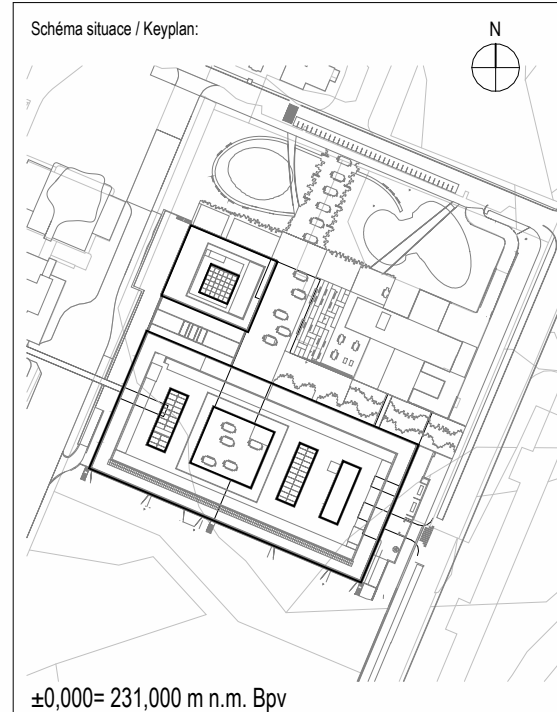 Schéma situace / Keyplan:
N
±0,000= 231,000 m n.m. Bpv